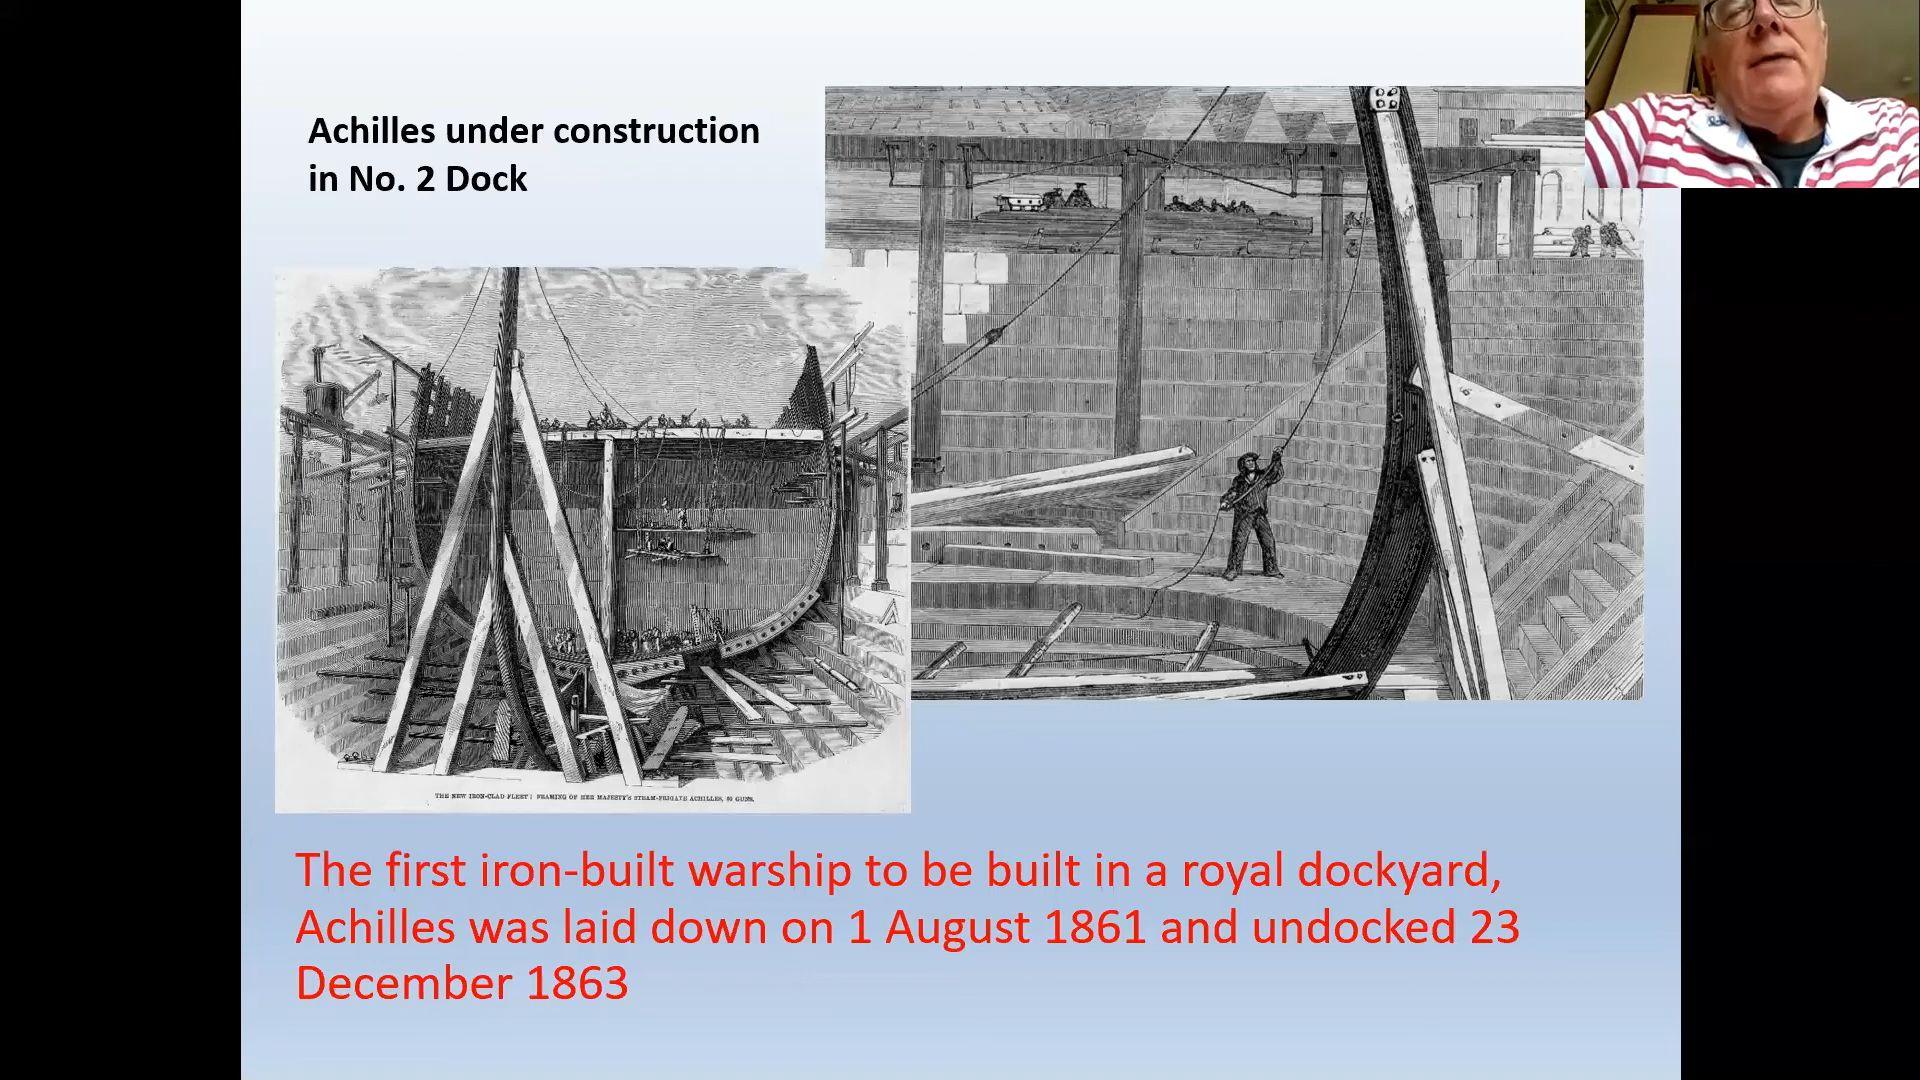 Achilles under construction
in No. 2 Dock
THE NEW IRON-CLAD FLEET: FRAMING OF HER MAJESTY'S STEAM-FRIGATE ACHILLES, 50 GUNS.
The first iron-built warship to be built in a royal dockyard,
Achilles was laid down on 1 August 1861 and undocked 23
December 1863